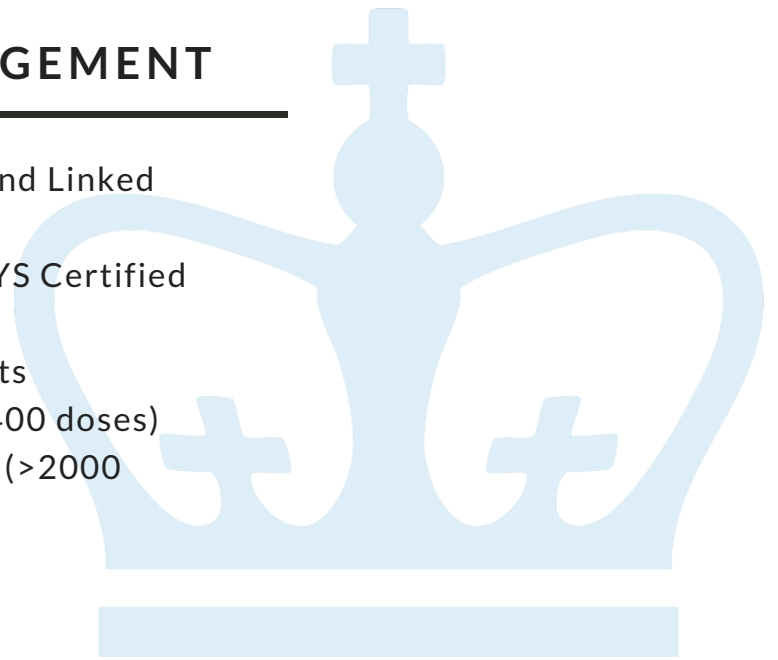 GEMENT
nd Linked
YS Certified
ts
00 doses)
(>2000